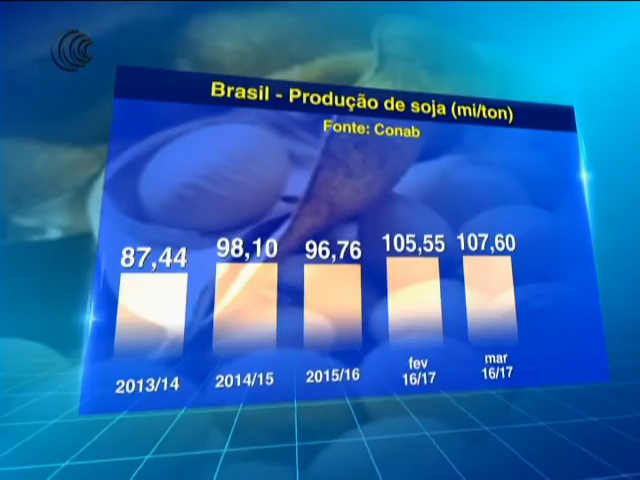 Brasil - Produção de soja (mi/ton)
Fonte: Conab
87,44 98,10 96,76 105,55 107,60
2013/14 2014/15 2015/16 fev 16/17 mar 16/17